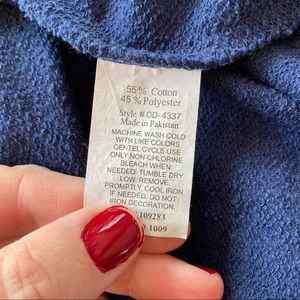 55% Cotton
45% Polyester
Style # OD-4337
Made in Pakistan
MACHINE WASH COLD
WITH LIKE COLORS
GENTEL CYCLE USE
ONLY NON-CHLORINE
BLEACH WHEN
NEEDED. TUMBLE DRY
LOW. REMOVE
PROMPTLY. COOL IRON
IF NEEDED. DO NOT
IRON DECORATION.
109283
1009